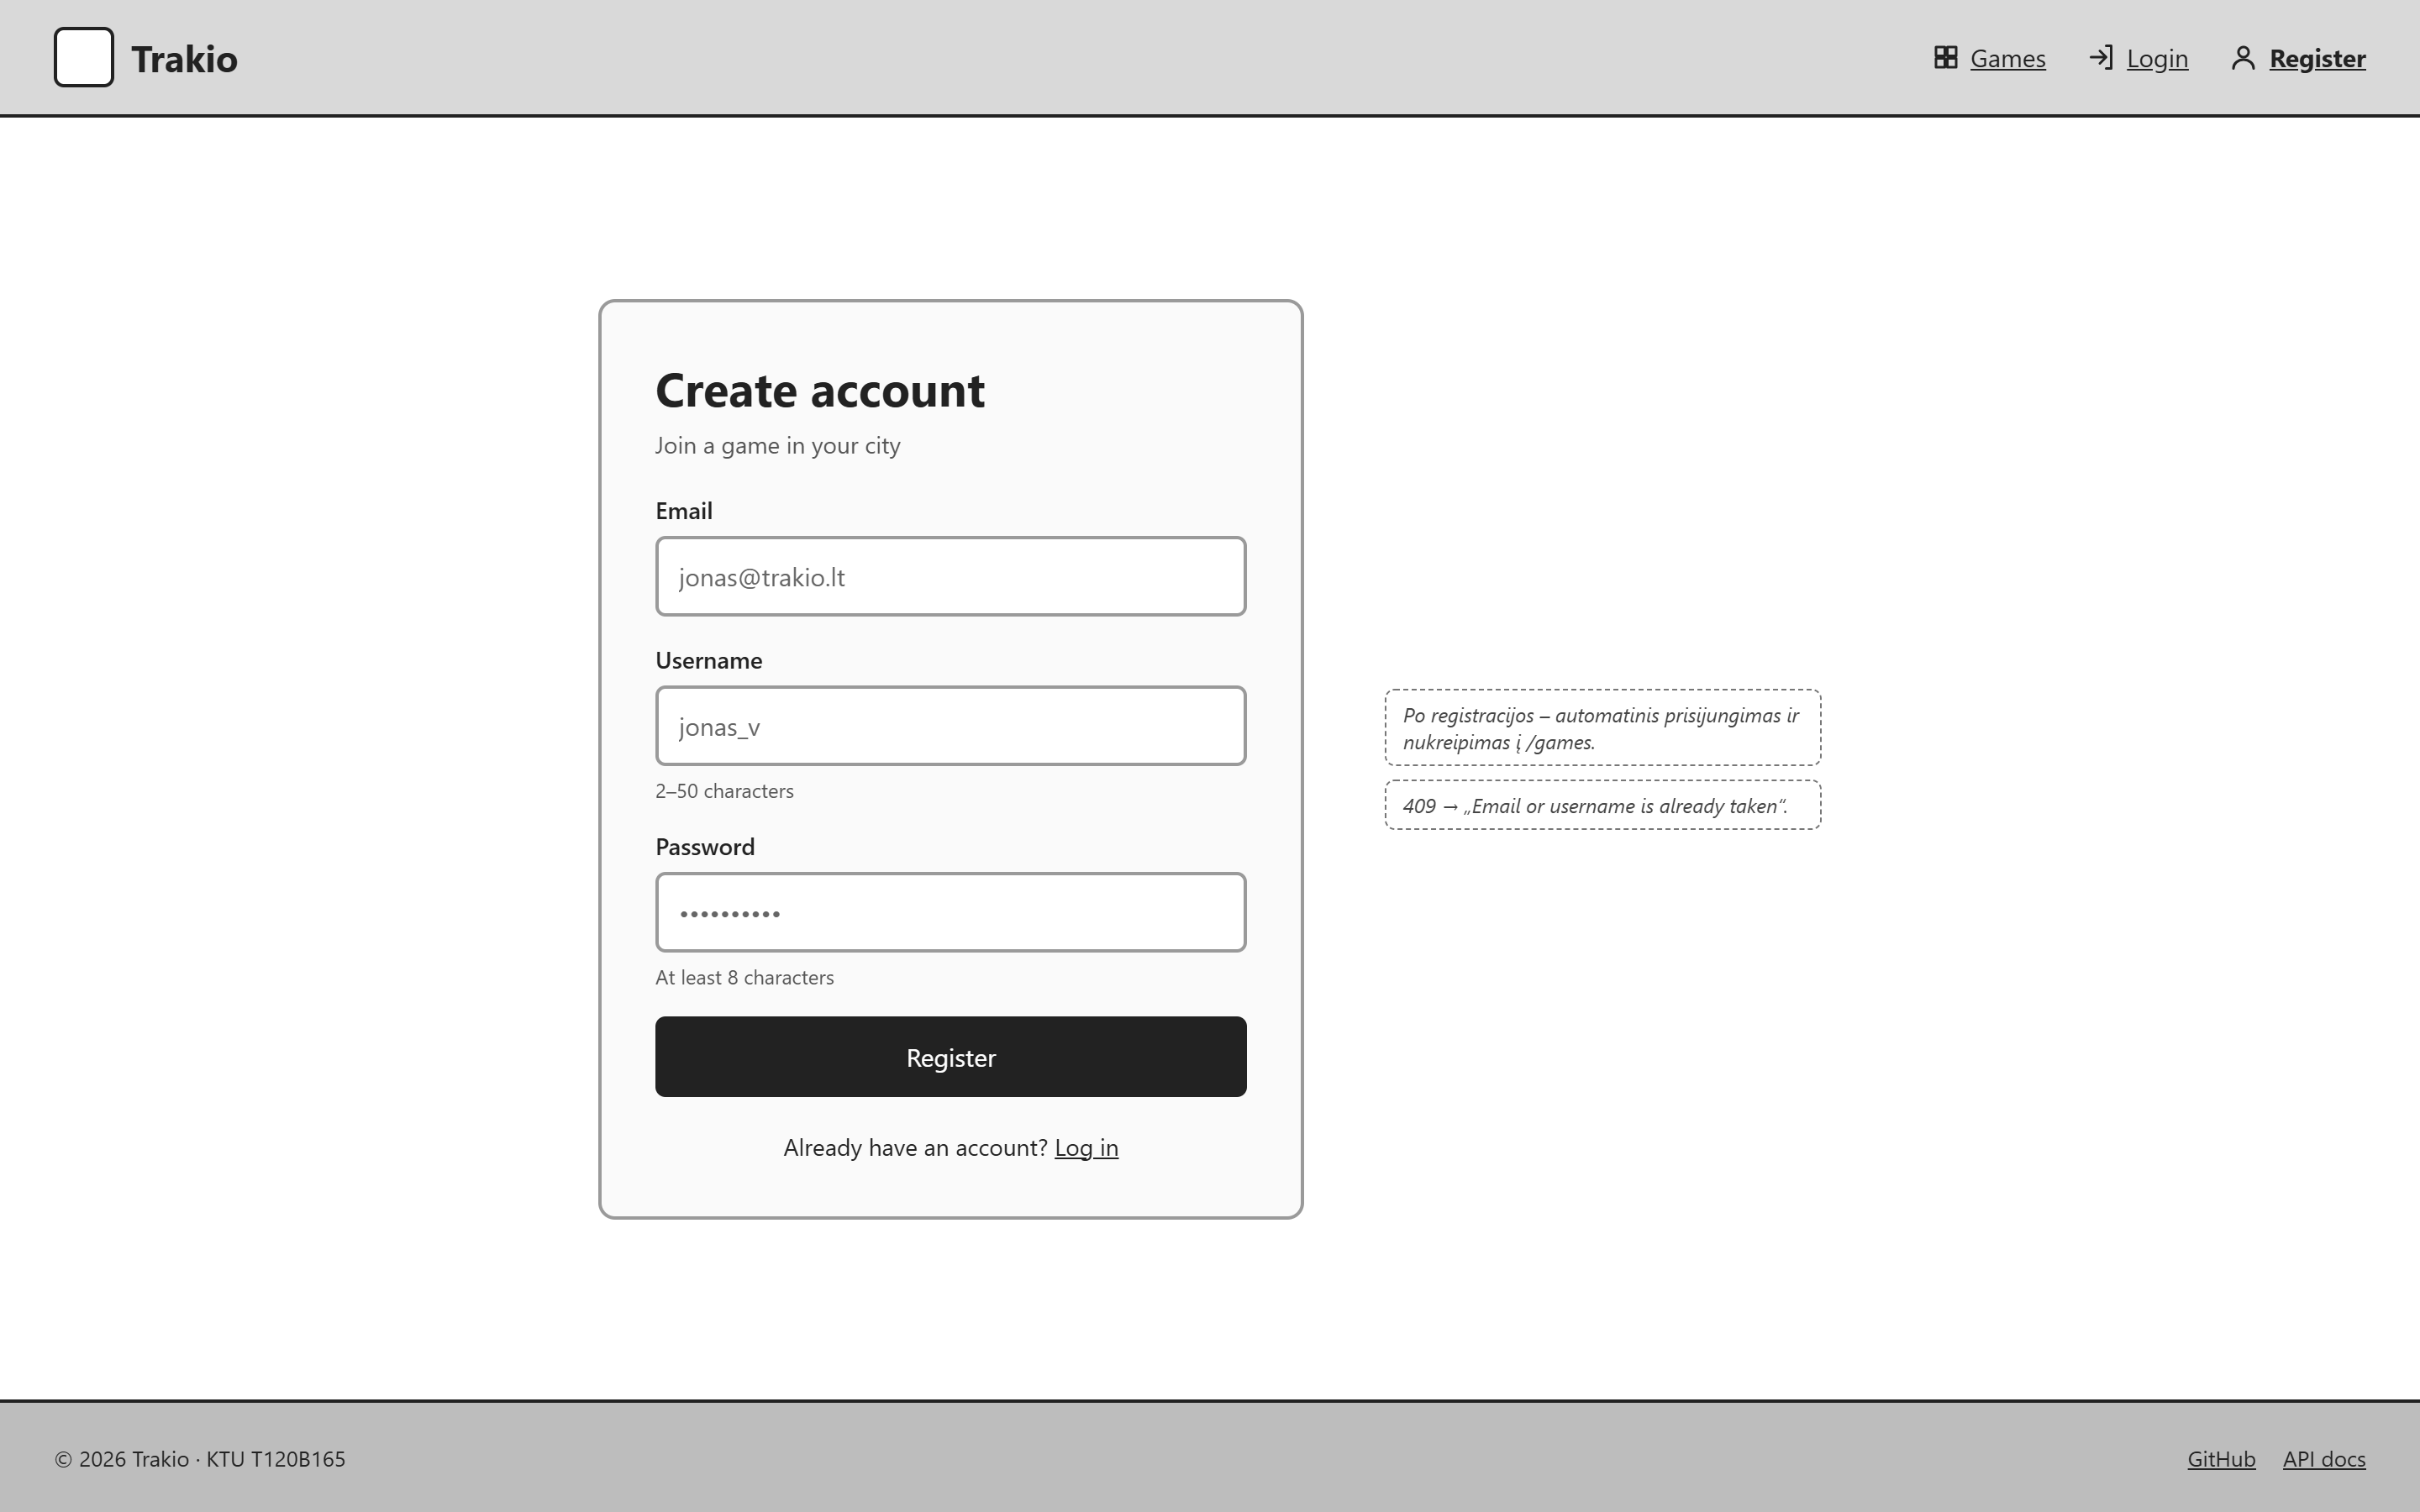 Trakio
Games
Login
Register
Create account
Join a game in your city
Email
jonas@trakio.lt
Username
jonas_v
2–50 characters
Password
••••••••••
At least 8 characters
Register
Already have an account? Log in
Po registracijos – automatinis prisijungimas ir
nukreipimas į /games.
409 → „Email or username is already taken“.
© 2026 Trakio · KTU T120B165
GitHub
API docs